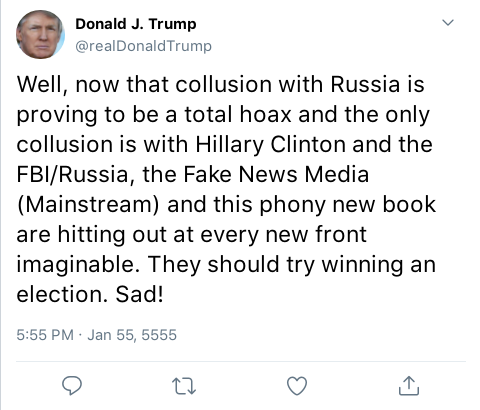 Donald J. Trump
@realDonaldTrump
Well, now that collusion with Russia is
proving to be a total hoax and the only
collusion is with Hillary Clinton and the
FBI/Russia, the Fake News Media
(Mainstream) and this phony new book
are hitting out at every new front
imaginable. They should try winning an
election. Sad!
5:55 PM · Jan 55, 5555